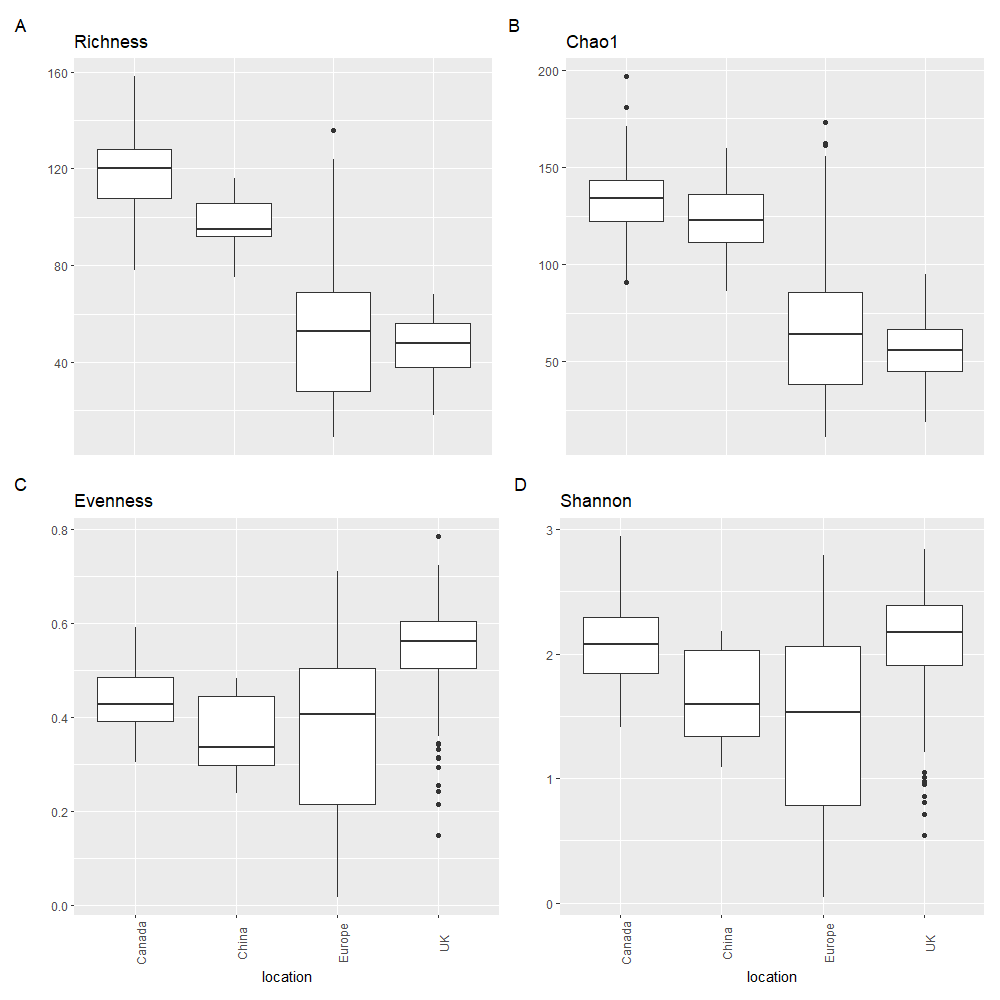 A
Richness
160
120
80
40
B
Chao1
200
150
100
50
C
Evenness
0.8
0.6
0.4
0.2
0.0
Canada
China
Europe
UK
location
D
Shannon
3
2
1
0
Canada
China
Europe
UK
location